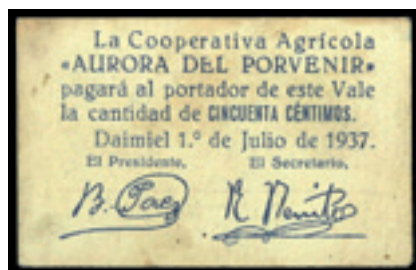 La Cooperativa Agrícola
«AURORA DEL PORVENIR»
pagará al portador de este Vale
la cantidad de CINCUENTA CÉNTIMOS.
Daimiel 1.º de Julio de 1937.
El Presidente, El Secretario,